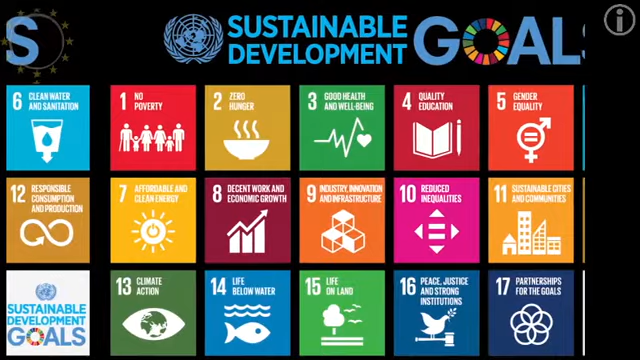 S
SUSTAINABLE
DEVELOPMENT
GOALS
i
6 CLEAN WATER
AND SANITATION
1 NO
POVERTY
2 ZERO
HUNGER
3 GOOD HEALTH
AND WELL-BEING
4 QUALITY
EDUCATION
5 GENDER
EQUALITY
12 RESPONSIBLE
CONSUMPTION
AND PRODUCTION
7 AFFORDABLE AND
CLEAN ENERGY
8 DECENT WORK AND
ECONOMIC GROWTH
9 INDUSTRY, INNOVATION
AND INFRASTRUCTURE
10 REDUCED
INEQUALITIES
11 SUSTAINABLE CITIES
AND COMMUNITIES
SUSTAINABLE
DEVELOPMENT
GOALS
13 CLIMATE
ACTION
14 LIFE
BELOW WATER
15 LIFE
ON LAND
16 PEACE, JUSTICE
AND STRONG
INSTITUTIONS
17 PARTNERSHIPS
FOR THE GOALS